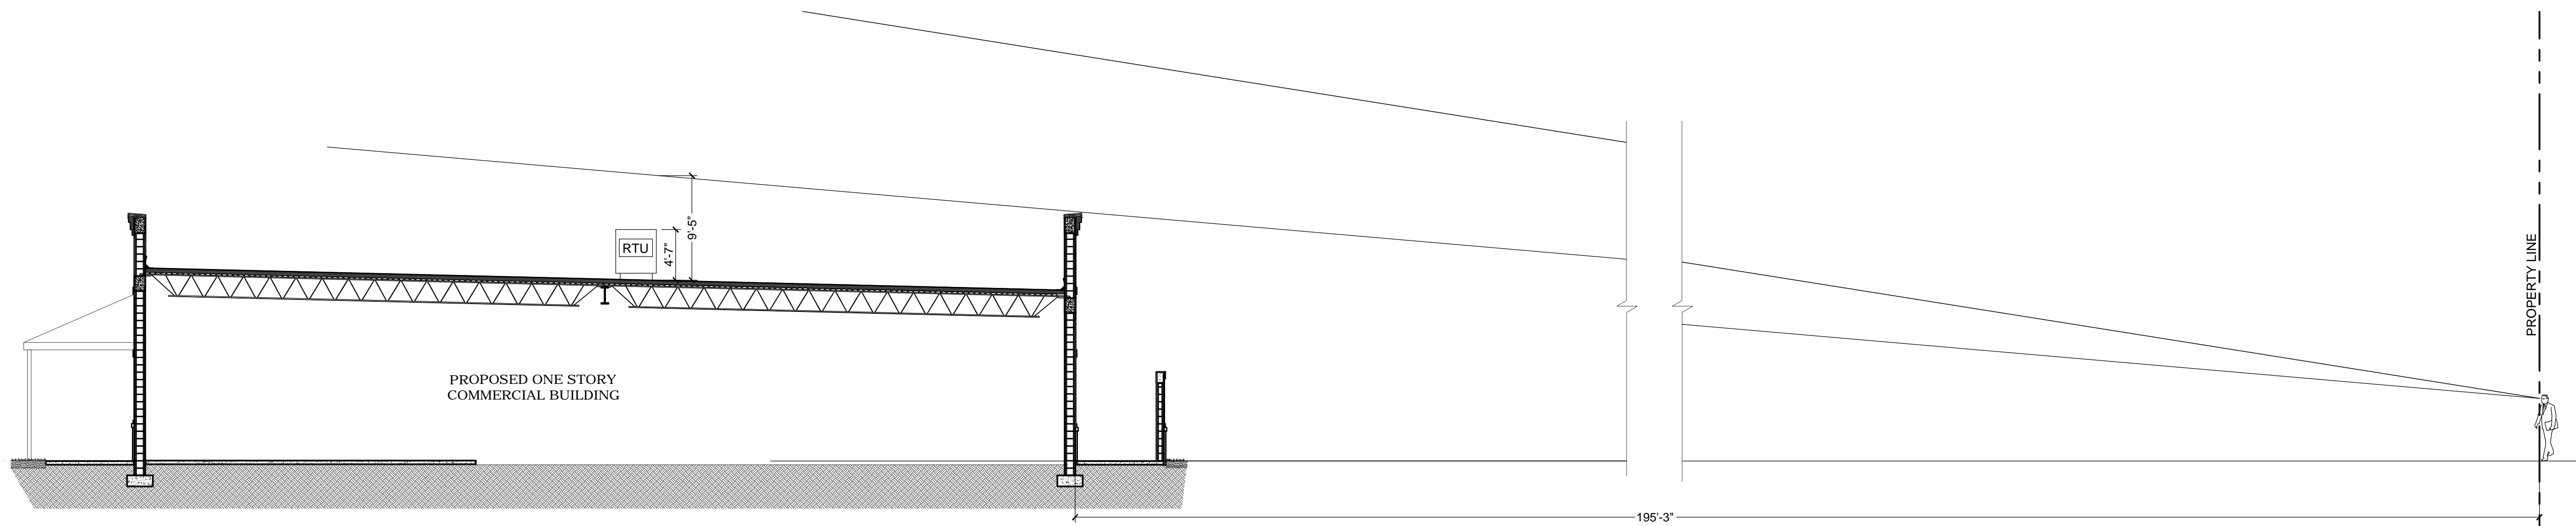 9'-5"
RTU
4'-7"
PROPERTY LINE
PROPOSED ONE STORY
COMMERCIAL BUILDING
195'-3"